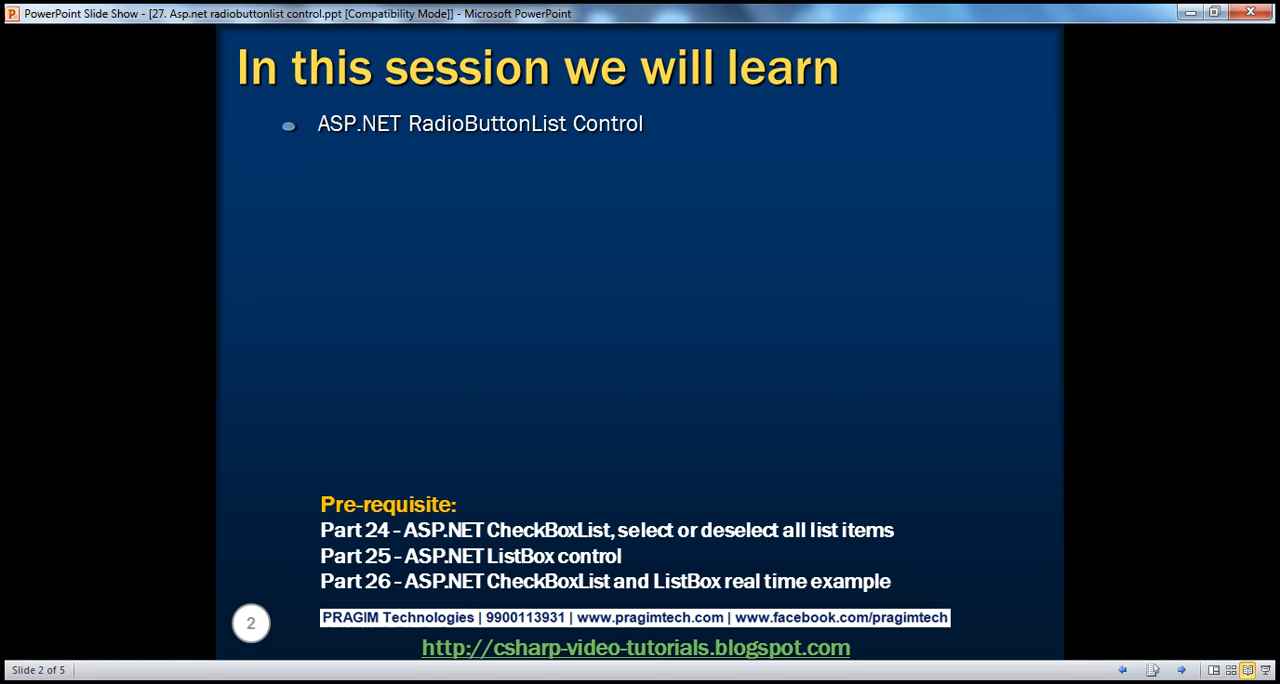 PowerPoint Slide Show - [27. Asp.net radiobuttonlist control.ppt [Compatibility Mode]] - Microsoft PowerPoint
In this session we will learn
ASP.NET RadioButtonList Control
Pre-requisite:
Part 24 - ASP.NET CheckBoxList, select or deselect all list items
Part 25 - ASP.NET ListBox control
Part 26 - ASP.NET CheckBoxList and ListBox real time example
2
PRAGIM Technologies | 9900113931 | www.pragimtech.com | www.facebook.com/pragimtech
http://csharp-video-tutorials.blogspot.com
Slide 2 of 5